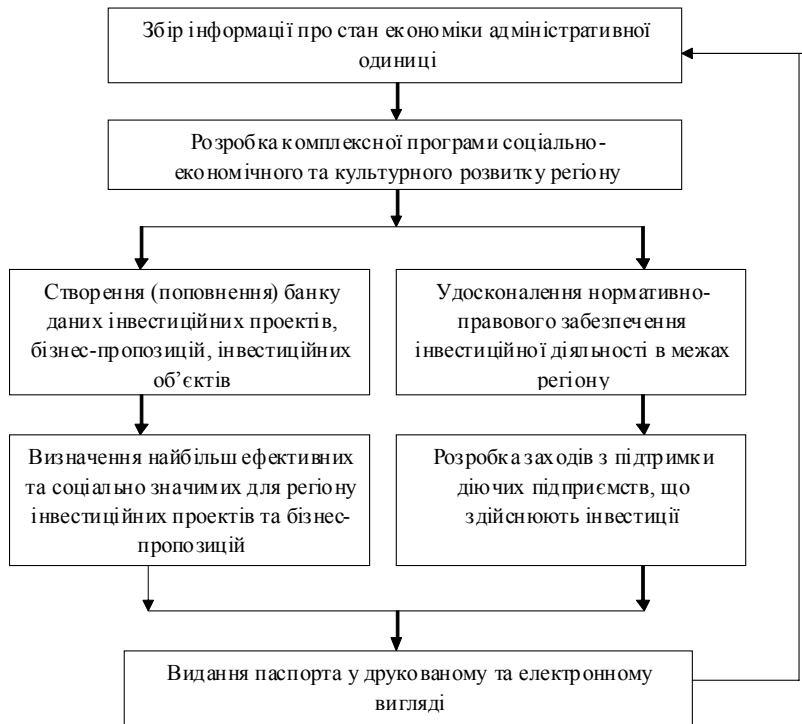 Збір інформації про стан економіки адміністративної
одиниці
Розробка комплексної програми соціально-
економічного та культурного розвитку регіону
Створення (поповнення) банку
даних інвестиційних проектів,
бізнес-пропозицій, інвестиційних
об’єктів
Удосконалення нормативно-
правового забезпечення
інвестиційної діяльності в межах
регіону
Визначення найбільш ефективних
та соціально значимих для регіону
інвестиційних проектів та бізнес-
пропозицій
Розробка заходів з підтримки
діючих підприємств, що
здійснюють інвестиції
Видання паспорта у друкованому та електронному
вигляді